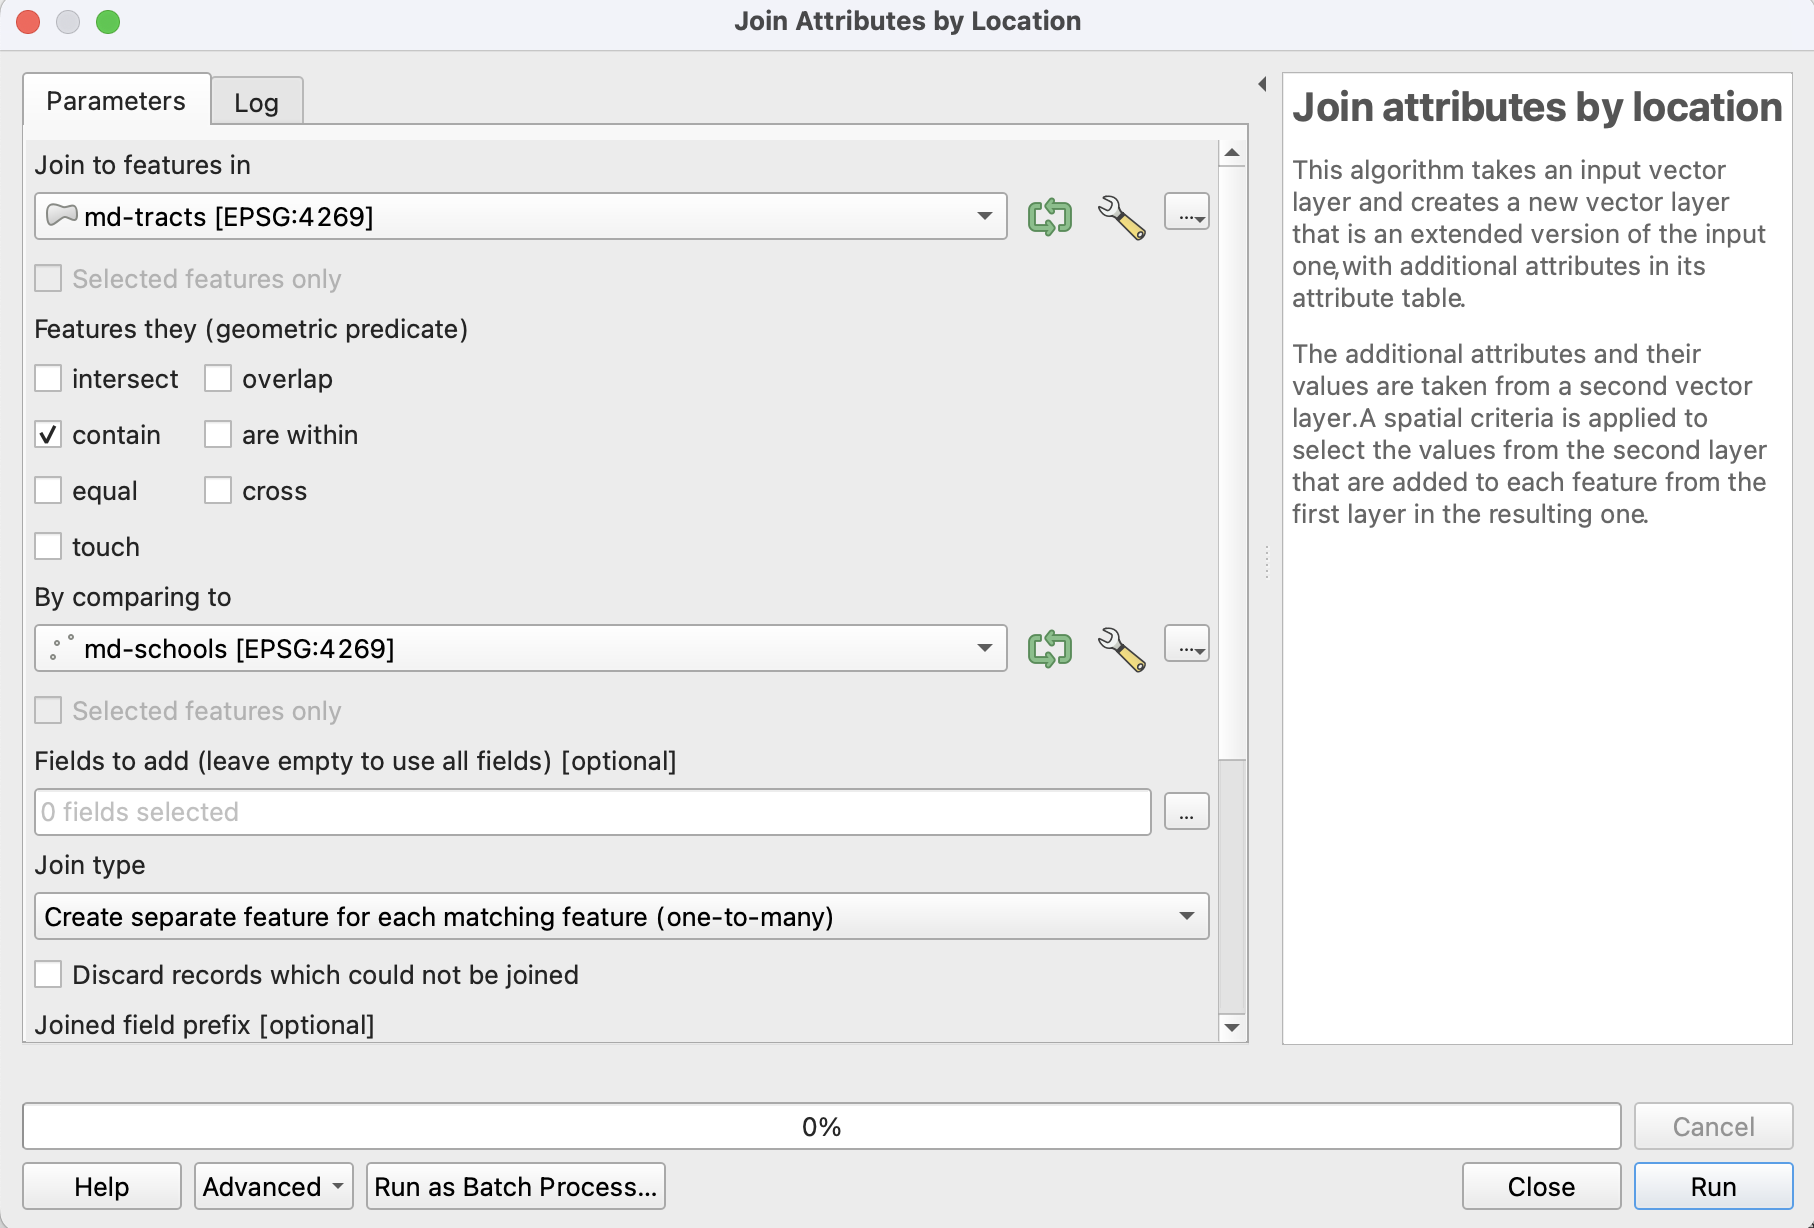 Join Attributes by Location
Parameters
Log
Join to features in
md-tracts [EPSG:4269]
...
Selected features only
Features they (geometric predicate)
intersect
overlap
contain
are within
equal
cross
touch
By comparing to
md-schools [EPSG:4269]
...
Selected features only
Fields to add (leave empty to use all fields) [optional]
0 fields selected
...
Join type
Create separate feature for each matching feature (one-to-many)
Discard records which could not be joined
Joined field prefix [optional]
Join attributes by location
This algorithm takes an input vector
layer and creates a new vector layer
that is an extended version of the input
one,with additional attributes in its
attribute table.
The additional attributes and their
values are taken from a second vector
layer.A spatial criteria is applied to
select the values from the second layer
that are added to each feature from the
first layer in the resulting one.
0%
Cancel
Help
Advanced
Run as Batch Process...
Close
Run